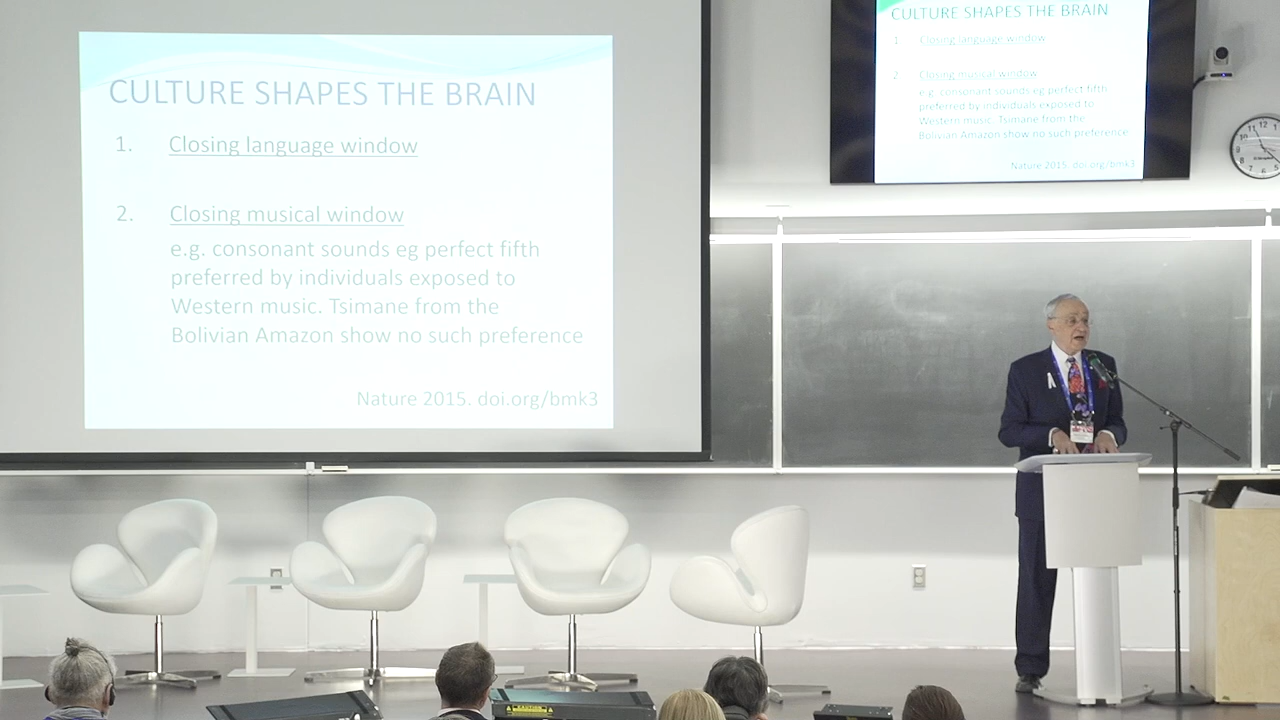 CULTURE SHAPES THE BRAIN
1. Closing language window
2. Closing musical window
e.g. consonant sounds eg perfect fifth
preferred by individuals exposed to
Western music. Tsimane from the
Bolivian Amazon show no such preference
Nature 2015. doi.org/bmk3
CULTURE SHAPES THE BRAIN
1. Closing language window
2. Closing musical window
e.g. consonant sounds eg perfect fifth
preferred by individuals exposed to
Western music. Tsimane from the
Bolivian Amazon show no such preference
Nature 2015. doi.org/bmk3
CAUTION